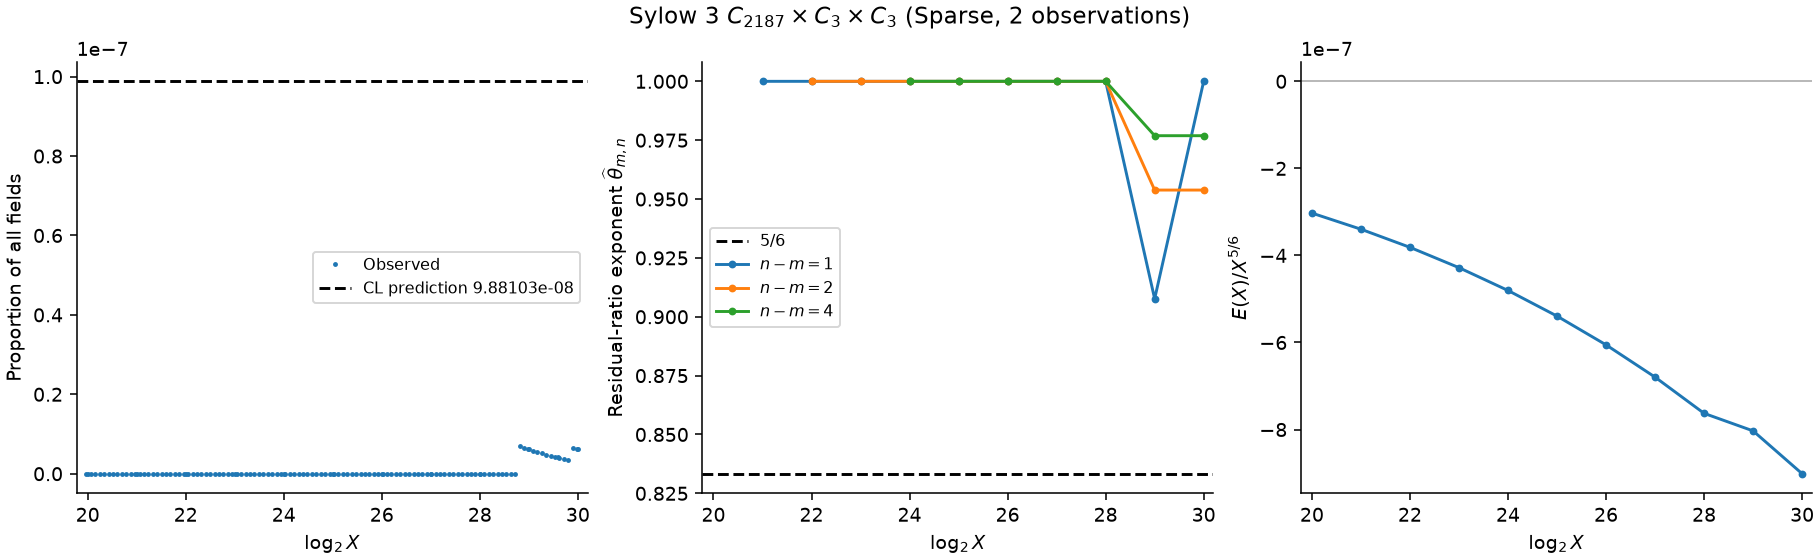 Sylow 3 C₂₁₈₇ × C₃ × C₃ (Sparse, 2 observations)
1e−7
Proportion of all fields
1.0
0.8
0.6
0.4
0.2
0.0
Observed
CL prediction 9.88103e-08
20 22 24 26 28 30
log₂ X
Residual-ratio exponent θ̂ₘ,ₙ
1.000
0.975
0.950
0.925
0.900
0.875
0.850
0.825
5/6
n − m = 1
n − m = 2
n − m = 4
20 22 24 26 28 30
log₂ X
1e−7
E(X)/X^{5/6}
0
−2
−4
−6
−8
20 22 24 26 28 30
log₂ X